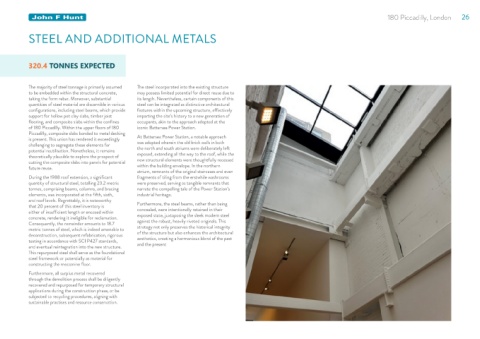 John F Hunt
180 Piccadilly, London 26
STEEL AND ADDITIONAL METALS
320.4 TONNES EXPECTED
The majority of steel tonnage is primarily assumed
to be embedded within the structural concrete,
taking the form rebar. Moreover, substantial
quantities of steel material are discernible in various
configurations, including steel beams, which provide
support for hollow pot clay slabs, timber joist
flooring, and composite slabs within the confines
of 180 Piccadilly. Within the upper floors of 180
Piccadilly, composite slabs bonded to metal decking
is present. This union has rendered it exceedingly
challenging to segregate these elements for
potential reutilisation. Nevertheless, it remains
theoretically plausible to explore the prospect of
cutting the composite slabs into panels for potential
future reuse.
During the 1988 roof extension, a significant
quantity of structural steel, totalling 23.2 metric
tonnes, comprising beams, columns, and bracing
elements, was incorporated at the fifth, sixth,
and roof levels. Regrettably, it is noteworthy
that 20 percent of this steel inventory is
either of insufficient length or encased within
concrete, rendering it ineligible for reclamation.
Consequently, the remainder amounts to 18.7
metric tonnes of steel, which is indeed amenable to
deconstruction, subsequent refabrication, rigorous
testing in accordance with SCI P427 standards,
and eventual reintegration into the new structure.
This repurposed steel shall serve as the foundational
steel framework or potentially as material for
constructing the mezzanine floor.
Furthermore, all surplus metal recovered
through the demolition process shall be diligently
recovered and repurposed for temporary structural
applications during the construction phase, or be
subjected to recycling procedures, aligning with
sustainable practices and resource conservation.
The steel incorporated into the existing structure
may possess limited potential for direct reuse due to
its length. Nevertheless, certain components of this
steel can be integrated as distinctive architectural
features within the upcoming structure, effectively
imparting the site's history to a new generation of
occupants, akin to the approach adopted at the
iconic Battersea Power Station.
At Battersea Power Station, a notable approach
was adopted wherein the old brick walls in both
the north and south atriums were deliberately left
exposed, extending all the way to the roof, while the
new structural elements were thoughtfully recessed
within the building envelope. In the northern
atrium, remnants of the original staircases and even
fragments of tiling from the erstwhile washrooms
were preserved, serving as tangible remnants that
narrate the compelling tale of the Power Station's
industrial heritage.
Furthermore, the steel beams, rather than being
concealed, were intentionally retained in their
exposed state, juxtaposing the sleek modern steel
against the robust, heavily riveted originals. This
strategy not only preserves the historical integrity
of the structure but also enhances the architectural
aesthetics, creating a harmonious blend of the past
and the present.